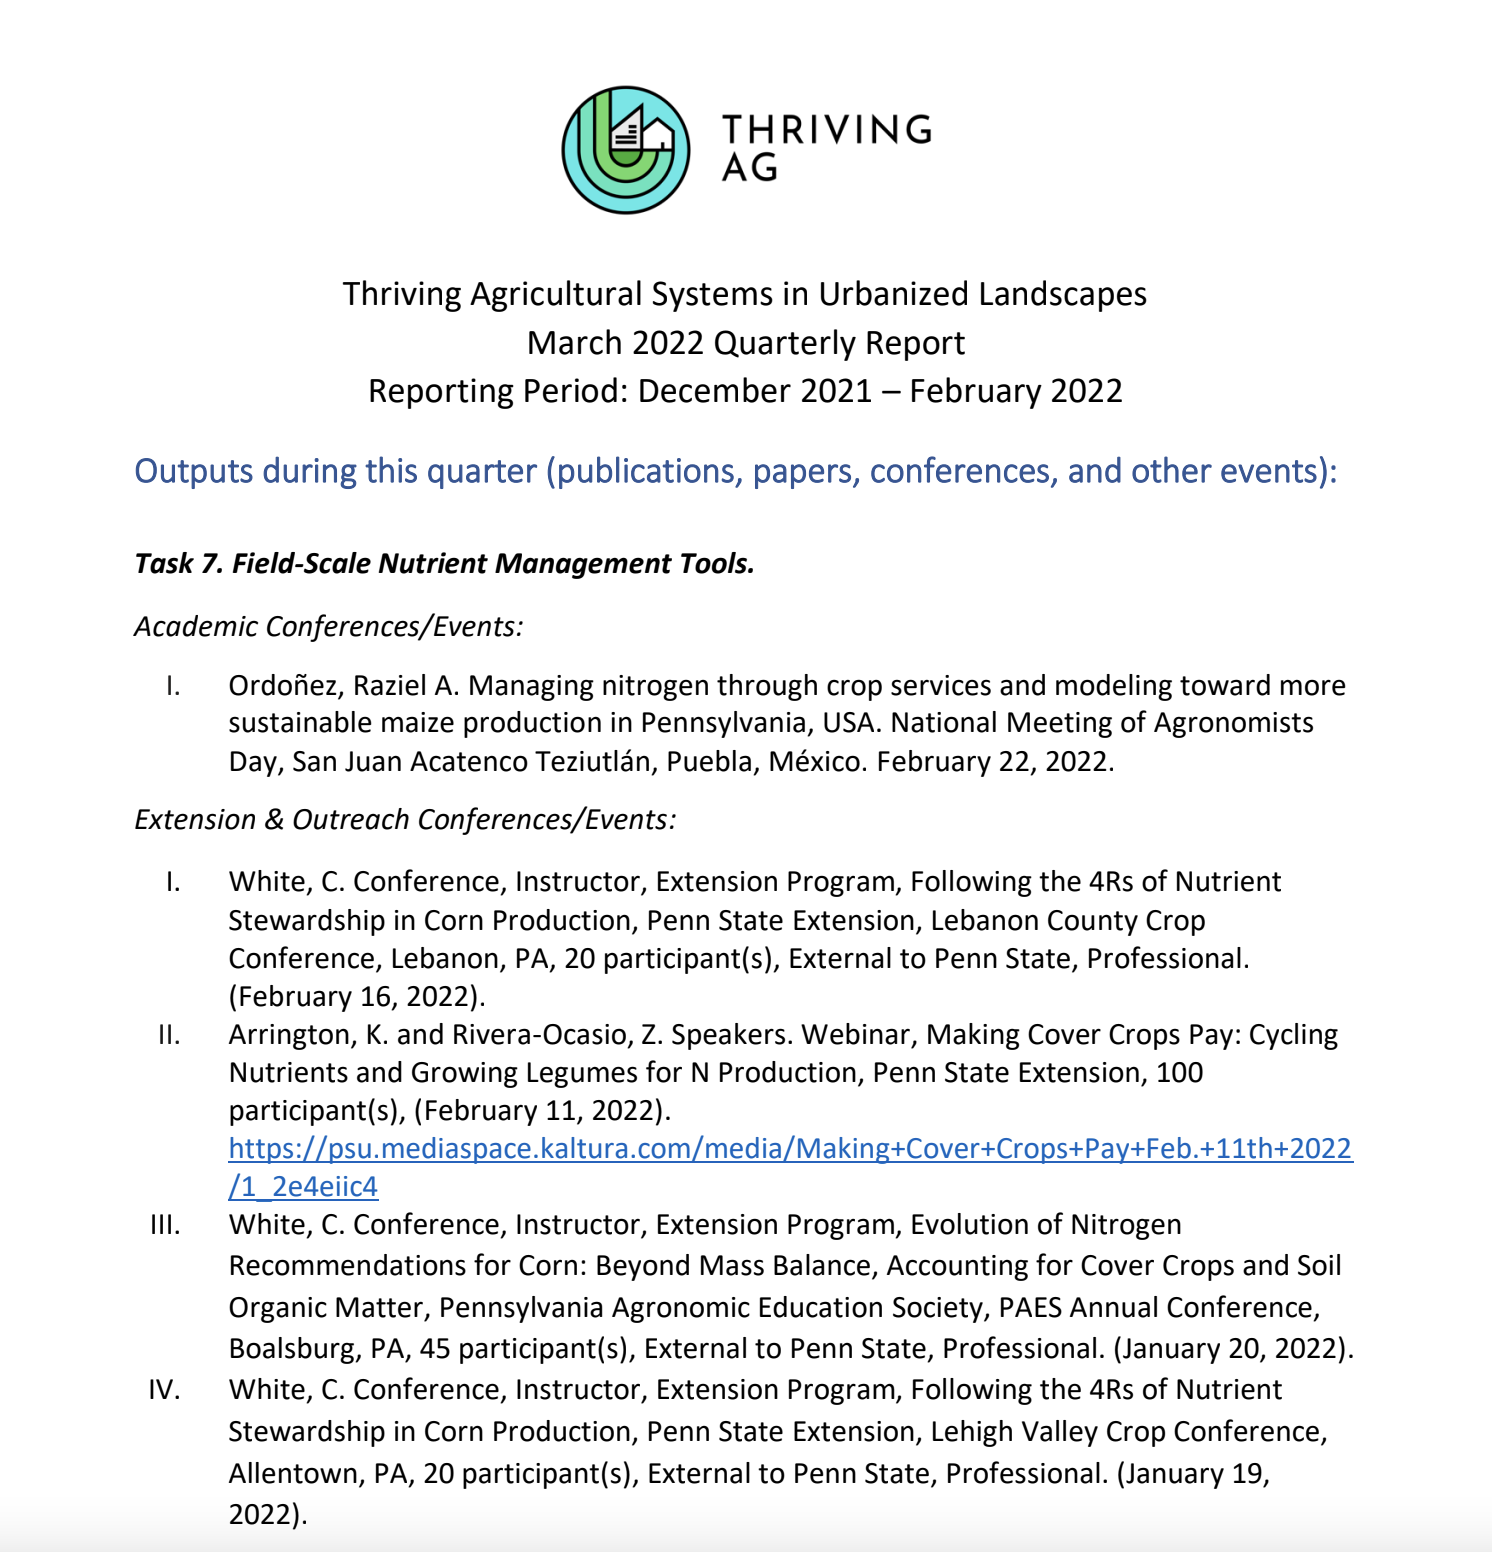 THRIVING
AG
Thriving Agricultural Systems in Urbanized Landscapes
March 2022 Quarterly Report
Reporting Period: December 2021 – February 2022
Outputs during this quarter (publications, papers, conferences, and other events):
Task 7. Field-Scale Nutrient Management Tools.
Academic Conferences/Events:
I. Ordoñez, Raziel A. Managing nitrogen through crop services and modeling toward more
sustainable maize production in Pennsylvania, USA. National Meeting of Agronomists
Day, San Juan Acatenco Teziutlán, Puebla, México. February 22, 2022.
Extension & Outreach Conferences/Events:
I. White, C. Conference, Instructor, Extension Program, Following the 4Rs of Nutrient
Stewardship in Corn Production, Penn State Extension, Lebanon County Crop
Conference, Lebanon, PA, 20 participant(s), External to Penn State, Professional.
(February 16, 2022).
II. Arrington, K. and Rivera-Ocasio, Z. Speakers. Webinar, Making Cover Crops Pay: Cycling
Nutrients and Growing Legumes for N Production, Penn State Extension, 100
participant(s), (February 11, 2022).
https://psu.mediaspace.kaltura.com/media/Making+Cover+Crops+Pay+Feb.+11th+2022
/1_2e4eiic4
III. White, C. Conference, Instructor, Extension Program, Evolution of Nitrogen
Recommendations for Corn: Beyond Mass Balance, Accounting for Cover Crops and Soil
Organic Matter, Pennsylvania Agronomic Education Society, PAES Annual Conference,
Boalsburg, PA, 45 participant(s), External to Penn State, Professional. (January 20, 2022).
IV. White, C. Conference, Instructor, Extension Program, Following the 4Rs of Nutrient
Stewardship in Corn Production, Penn State Extension, Lehigh Valley Crop Conference,
Allentown, PA, 20 participant(s), External to Penn State, Professional. (January 19,
2022).